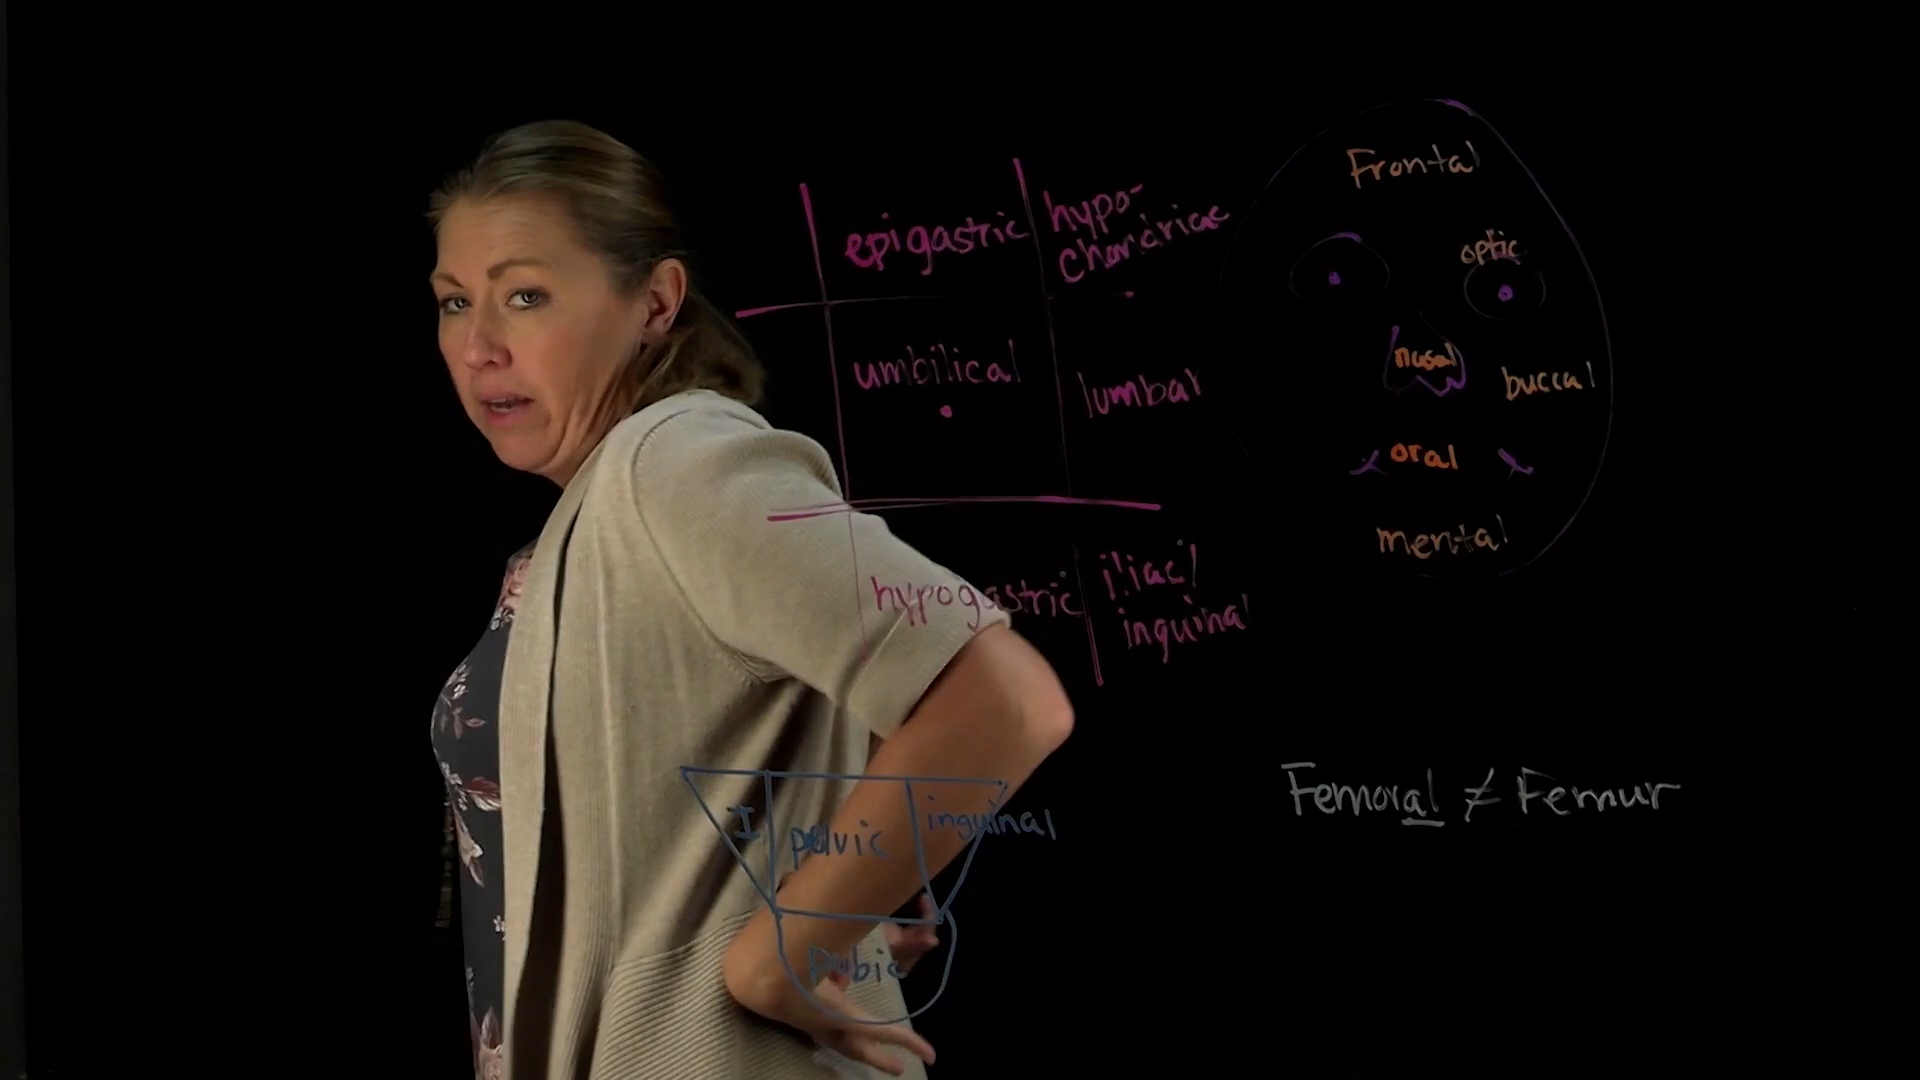 epigastric
hypo-
chondriac
umbilical
lumbar
hypogastric
iliac/
inguinal
Frontal
optic
nasal
buccal
oral
mental
I
pelvic
inguinal
Pubic
Femoral ≠ Femur